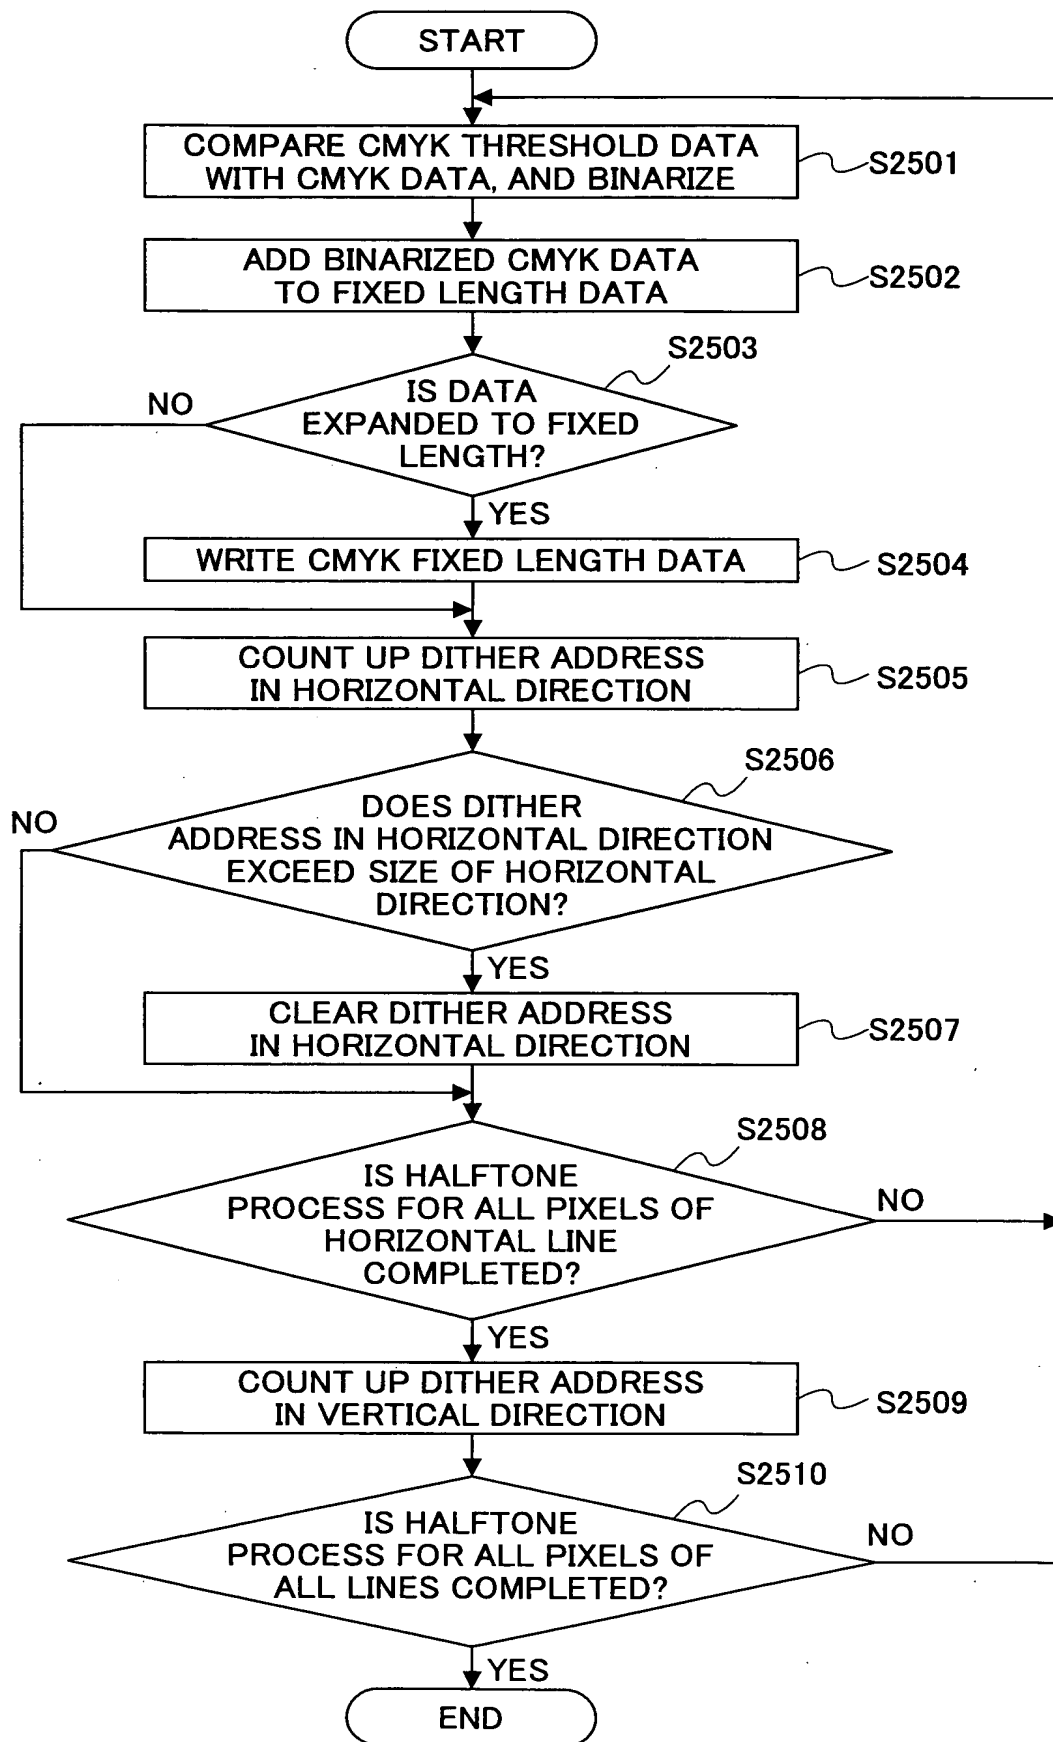 START
COMPARE CMYK THRESHOLD DATA
WITH CMYK DATA, AND BINARIZE
S2501
ADD BINARIZED CMYK DATA
TO FIXED LENGTH DATA
S2502
S2503
IS DATA
EXPANDED TO FIXED
LENGTH?
NO
YES
WRITE CMYK FIXED LENGTH DATA
S2504
COUNT UP DITHER ADDRESS
IN HORIZONTAL DIRECTION
S2505
S2506
DOES DITHER
ADDRESS IN HORIZONTAL DIRECTION
EXCEED SIZE OF HORIZONTAL
DIRECTION?
NO
YES
CLEAR DITHER ADDRESS
IN HORIZONTAL DIRECTION
S2507
S2508
IS HALFTONE
PROCESS FOR ALL PIXELS OF
HORIZONTAL LINE
COMPLETED?
NO
YES
COUNT UP DITHER ADDRESS
IN VERTICAL DIRECTION
S2509
S2510
IS HALFTONE
PROCESS FOR ALL PIXELS OF
ALL LINES COMPLETED?
NO
YES
END